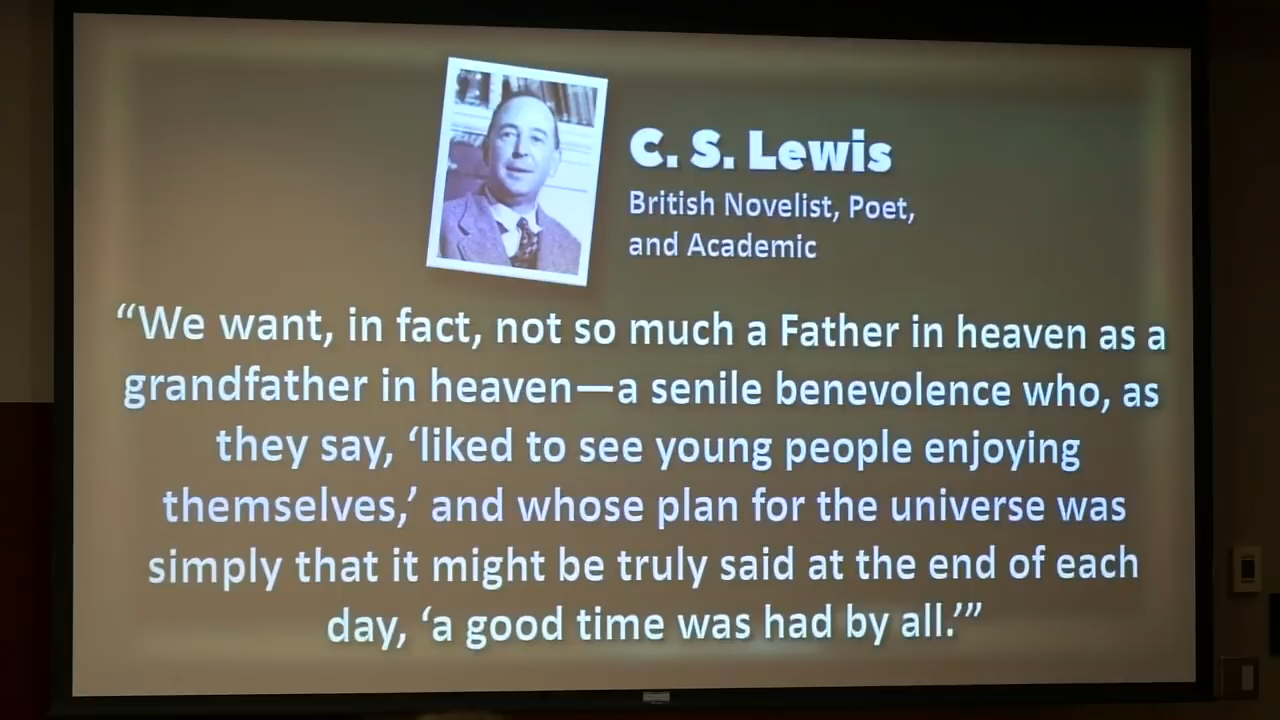 C. S. Lewis
British Novelist, Poet,
and Academic
“We want, in fact, not so much a Father in heaven as a
grandfather in heaven—a senile benevolence who, as
they say, ‘liked to see young people enjoying
themselves,’ and whose plan for the universe was
simply that it might be truly said at the end of each
day, ‘a good time was had by all.’”